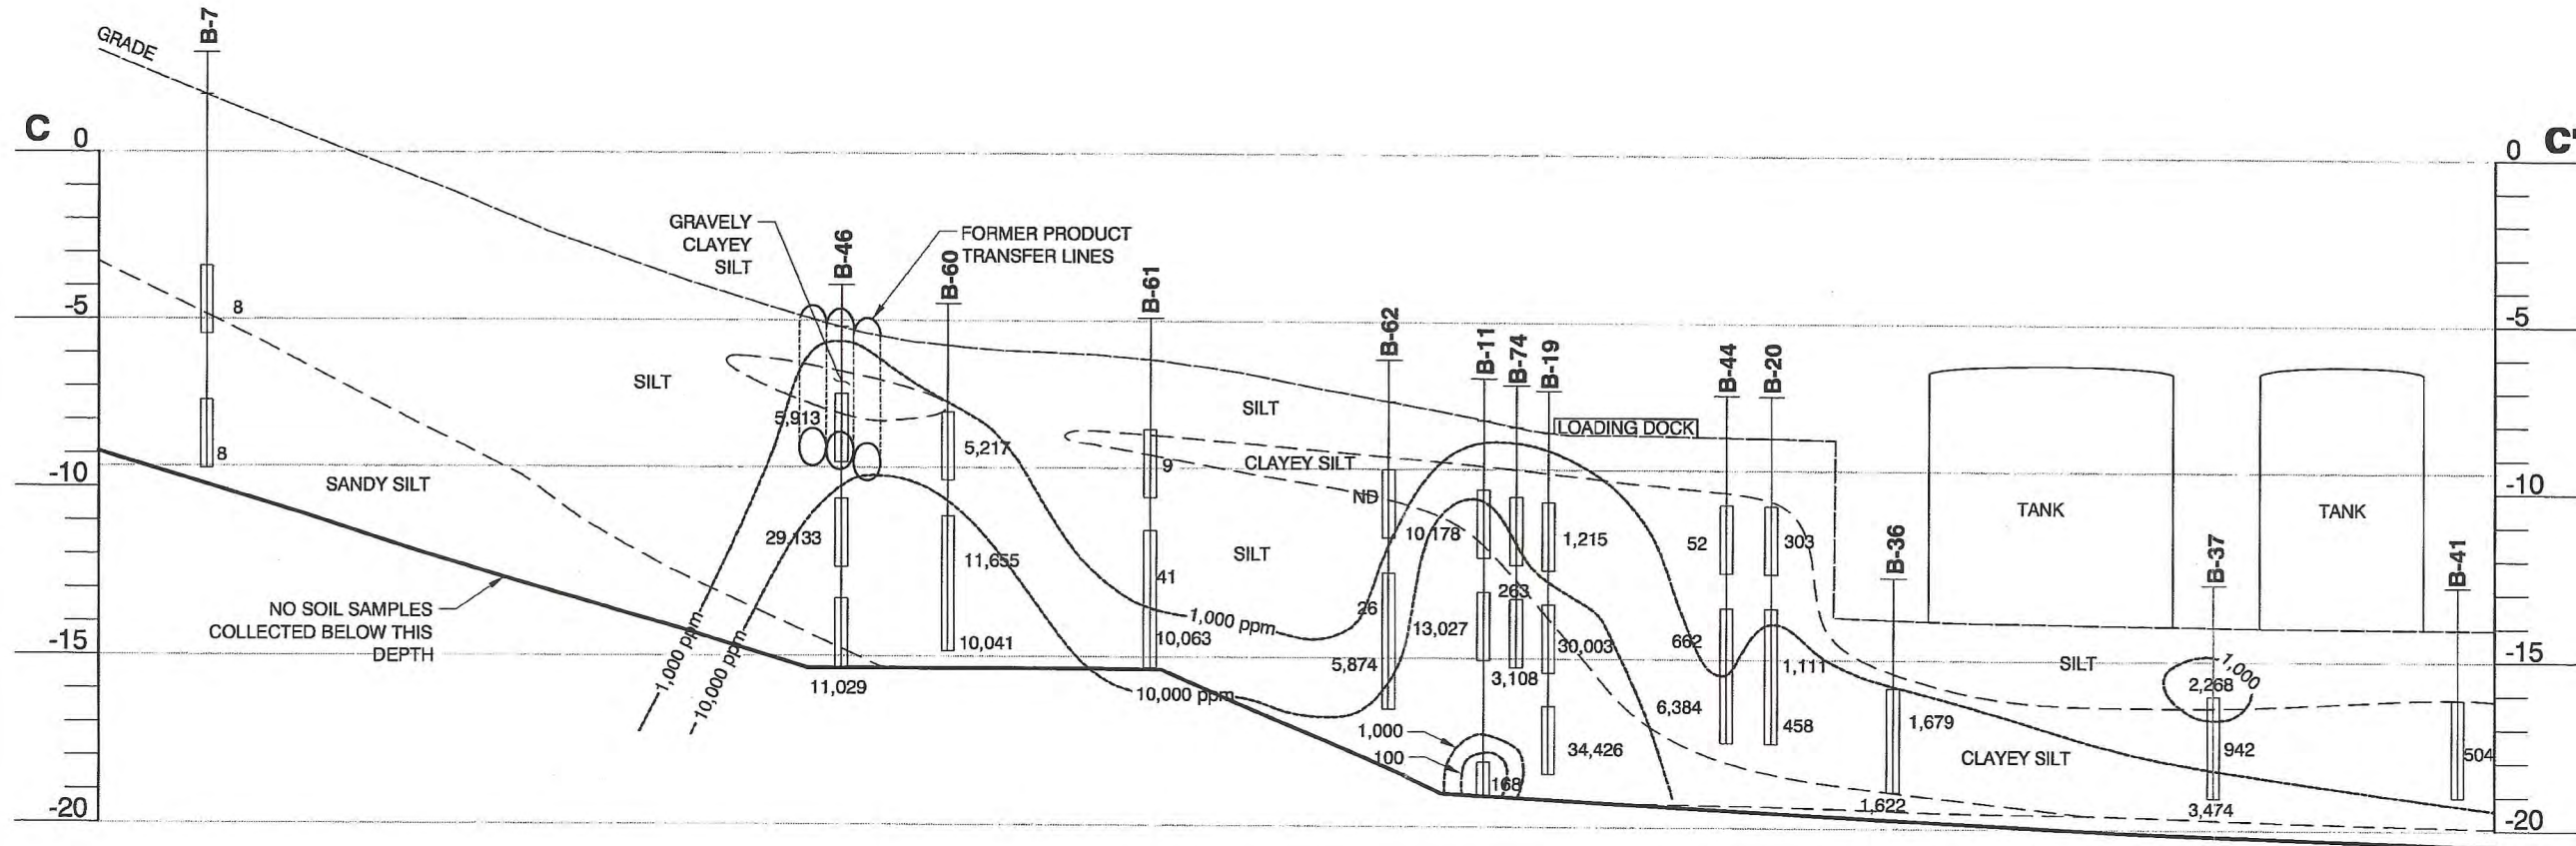 GRADE
B-7
C
0
-5
-10
-15
-20
8
8
SANDY SILT
NO SOIL SAMPLES
COLLECTED BELOW THIS
DEPTH
SILT
GRAVELY
CLAYEY
SILT
B-46
B-60
FORMER PRODUCT
TRANSFER LINES
5,913
29,133
11,029
5,217
11,655
10,041
1,000 ppm
10,000 ppm
B-61
9
41
10,063
SILT
CLAYEY SILT
ND
SILT
1,000 ppm
10,000 ppm
B-62
26
5,874
B-11
10,178
13,027
168
1,000
100
B-74
263
3,108
B-19
1,215
30,003
34,426
LOADING DOCK
B-44
52
662
6,384
B-20
303
1,111
458
B-36
1,679
1,622
TANK
TANK
SILT
CLAYEY SILT
B-37
1,000
2,268
942
3,474
B-41
504
C'
0
-5
-10
-15
-20